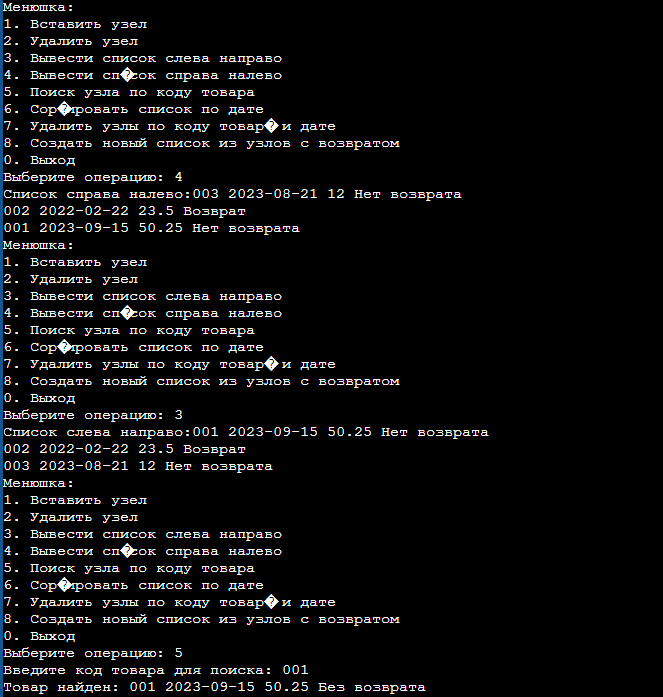 Менюшка:
1. Вставить узел
2. Удалить узел
3. Вывести список слева направо
4. Вывести сп�сок справа налево
5. Поиск узла по коду товара
6. Сор�ировать список по дате
7. Удалить узлы по коду товар� и дате
8. Создать новый список из узлов с возвратом
0. Выход
Выберите операцию: 4
Список справа налево:003 2023-08-21 12 Нет возврата
002 2022-02-22 23.5 Возврат
001 2023-09-15 50.25 Нет возврата
Менюшка:
1. Вставить узел
2. Удалить узел
3. Вывести список слева направо
4. Вывести сп�сок справа налево
5. Поиск узла по коду товара
6. Сор�ировать список по дате
7. Удалить узлы по коду товар� и дате
8. Создать новый список из узлов с возвратом
0. Выход
Выберите операцию: 3
Список слева направо:001 2023-09-15 50.25 Нет возврата
002 2022-02-22 23.5 Возврат
003 2023-08-21 12 Нет возврата
Менюшка:
1. Вставить узел
2. Удалить узел
3. Вывести список слева направо
4. Вывести сп�сок справа налево
5. Поиск узла по коду товара
6. Сор�ировать список по дате
7. Удалить узлы по коду товар� и дате
8. Создать новый список из узлов с возвратом
0. Выход
Выберите операцию: 5
Введите код товара для поиска: 001
Товар найден: 001 2023-09-15 50.25 Без возврата